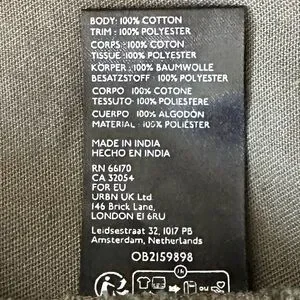 BODY: 100% COTTON
TRIM: 100% POLYESTER
CORPS: 100% COTON
TISSUE: 100% POLYESTER
KÖRPER: 100% BAUMWOLLE
BESATZSTOFF: 100% POLYESTER
CORPO: 100% COTONE
TESSUTO: 100% POLIESTERE
CUERPO: 100% ALGODÓN
MATERIAL: 100% POLIÉSTER
MADE IN INDIA
HECHO EN INDIA
RN 66170
CA 32054
FOR EU
URBN UK Ltd
146 Brick Lane,
LONDON E1 6RU
Leidsestraat 32, 1017 PB
Amsterdam, Netherlands
OB2159898
FR